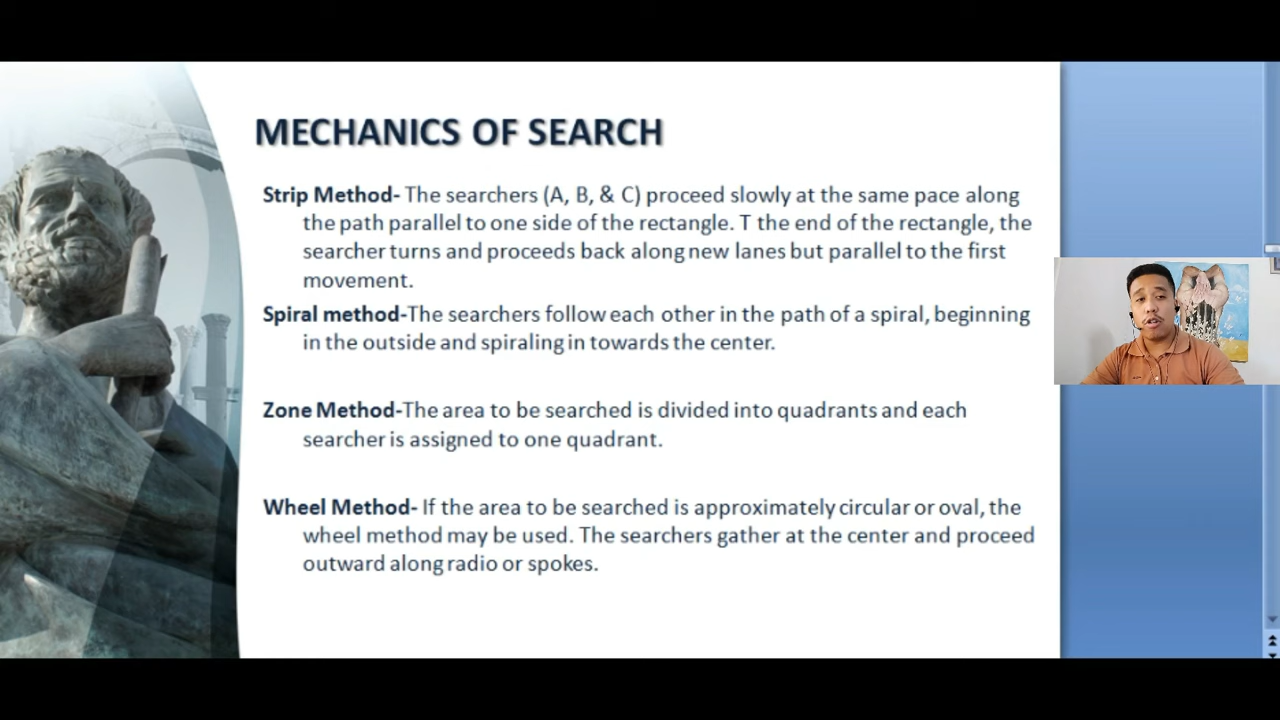 MECHANICS OF SEARCH
Strip Method- The searchers (A, B, & C) proceed slowly at the same pace along
the path parallel to one side of the rectangle. T the end of the rectangle, the
searcher turns and proceeds back along new lanes but parallel to the first
movement.
Spiral method-The searchers follow each other in the path of a spiral, beginning
in the outside and spiraling in towards the center.
Zone Method-The area to be searched is divided into quadrants and each
searcher is assigned to one quadrant.
Wheel Method- If the area to be searched is approximately circular or oval, the
wheel method may be used. The searchers gather at the center and proceed
outward along radio or spokes.